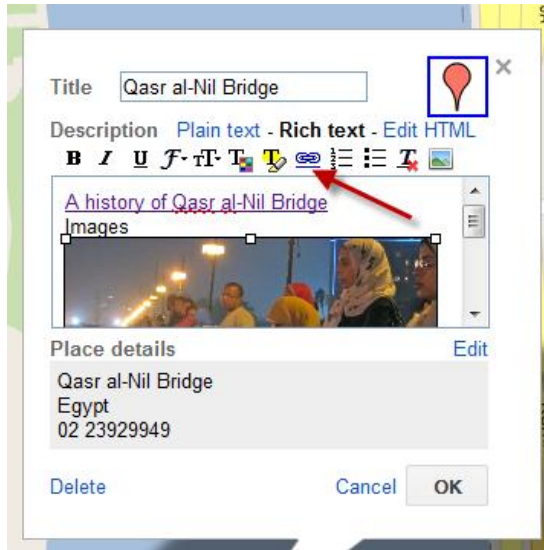 Title Qasr al-Nil Bridge
Description Plain text - Rich text - Edit HTML
B I U F T T T T
A history of Qasr al-Nil Bridge
Images
Place details Edit
Qasr al-Nil Bridge
Egypt
02 23929949
Delete Cancel OK